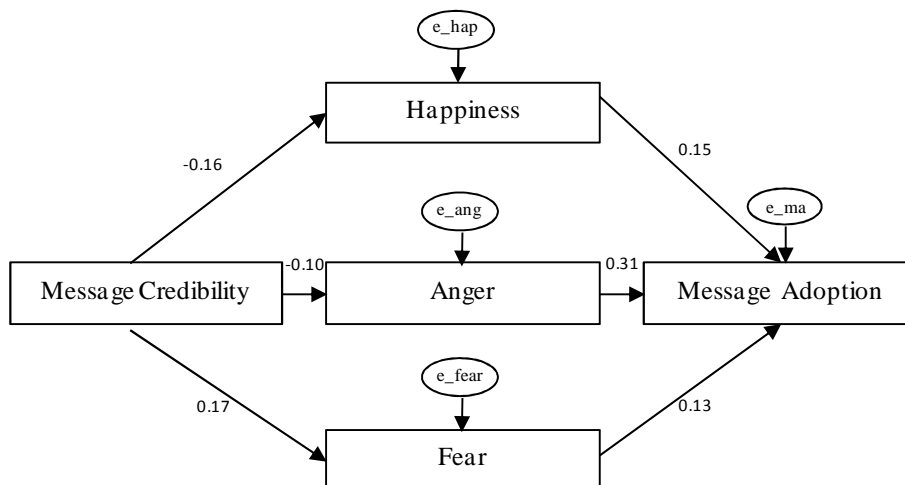 e_hap
Happiness
-0.16
0.15
e_ang
e_ma
Message Credibility
-0.10
Anger
0.31
Message Adoption
e_fear
0.17
0.13
Fear